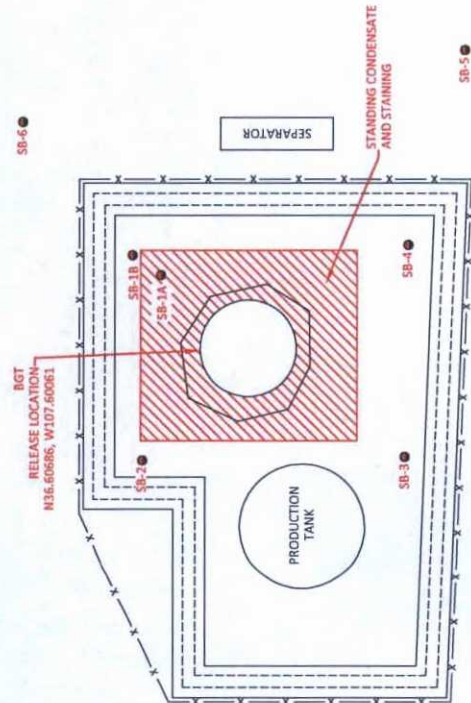 SB-6
SB-5
SEPARATOR
STANDING CONDENSATE
AND STAINING
SB-1B
SB-1A
SB-4
BGT
RELEASE LOCATION
N36.60686, W107.60061
SB-2
SB-3
PRODUCTION
TANK
X X X X X X X X X X X X X X X X X X X X X X X X X X X X X X X X X X X